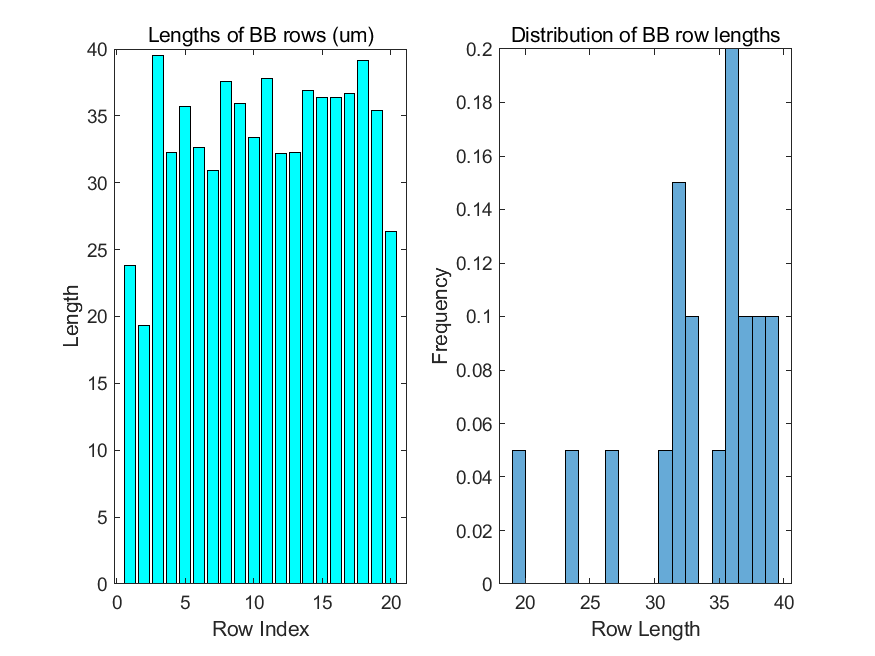 Lengths of BB rows (um)
Length
40
35
30
25
20
15
10
5
0
0 5 10 15 20
Row Index
Distribution of BB row lengths
Frequency
0.2
0.18
0.16
0.14
0.12
0.1
0.08
0.06
0.04
0.02
0
20 25 30 35 40
Row Length